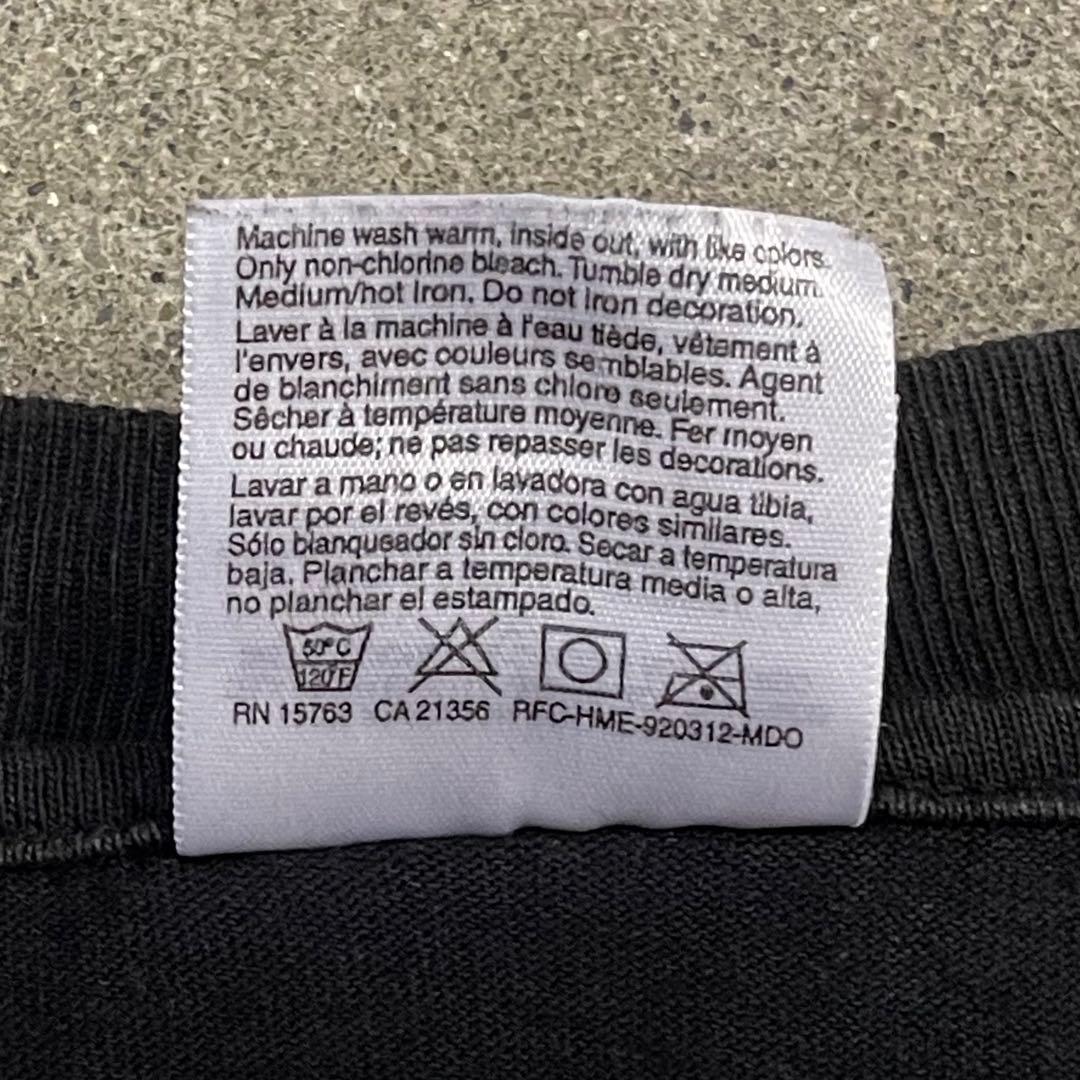 Machine wash warm, inside out, with like colors.
Only non-chlorine bleach. Tumble dry medium.
Medium/hot Iron. Do not Iron decoration.
Laver à la machine à l'eau tiède, vêtement à
l'envers, avec couleurs semblables. Agent
de blanchiment sans chlore seulement.
Sêcher à température moyenne. Fer moyen
ou chaude; ne pas repasser les decorations.
Lavar a mano o en lavadora con agua tibia,
lavar por el revés, con colores similares.
Sólo blanqueador sin cloro. Secar a temperatura
baja. Planchar a temperatura media o alta,
no planchar el estampado.
50°C
120°F
RN 15763 CA 21356 RFC-HME-920312-MDO